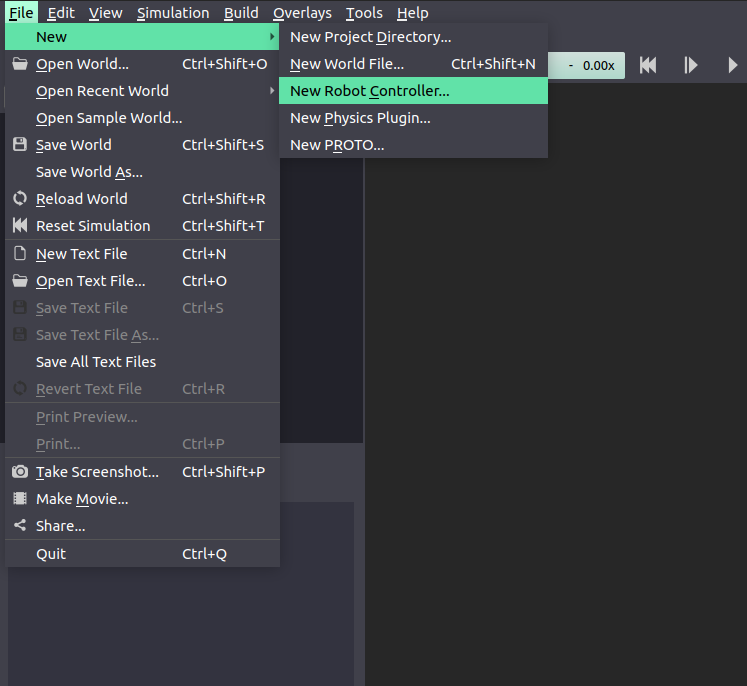 File Edit View Simulation Build Overlays Tools Help
New
Open World... Ctrl+Shift+O
Open Recent World
Open Sample World...
Save World Ctrl+Shift+S
Save World As...
Reload World Ctrl+Shift+R
Reset Simulation Ctrl+Shift+T
New Text File Ctrl+N
Open Text File... Ctrl+O
Save Text File Ctrl+S
Save Text File As...
Save All Text Files
Revert Text File Ctrl+R
Print Preview...
Print... Ctrl+P
Take Screenshot... Ctrl+Shift+P
Make Movie...
Share...
Quit Ctrl+Q
New Project Directory...
New World File... Ctrl+Shift+N
New Robot Controller...
New Physics Plugin...
New PROTO...
- 0.00x